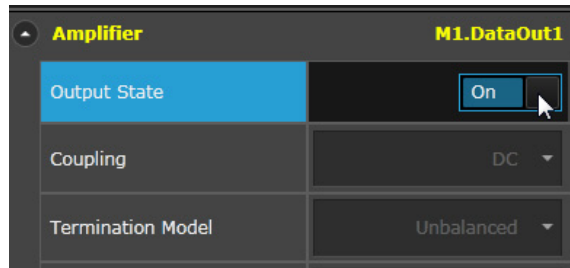 Amplifier M1.DataOut1
Output State On
Coupling DC
Termination Model Unbalanced